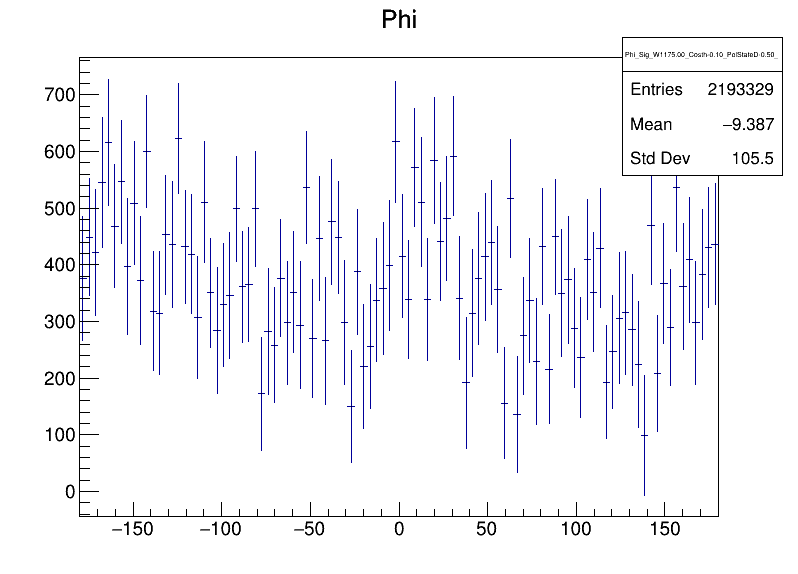 Phi
Phi_Sig_W1175.00_Costh-0.10_PolStateD-0.50_
Entries 2193329
Mean −9.387
Std Dev 105.5
700
600
500
400
300
200
100
0
−150 −100 −50 0 50 100 150